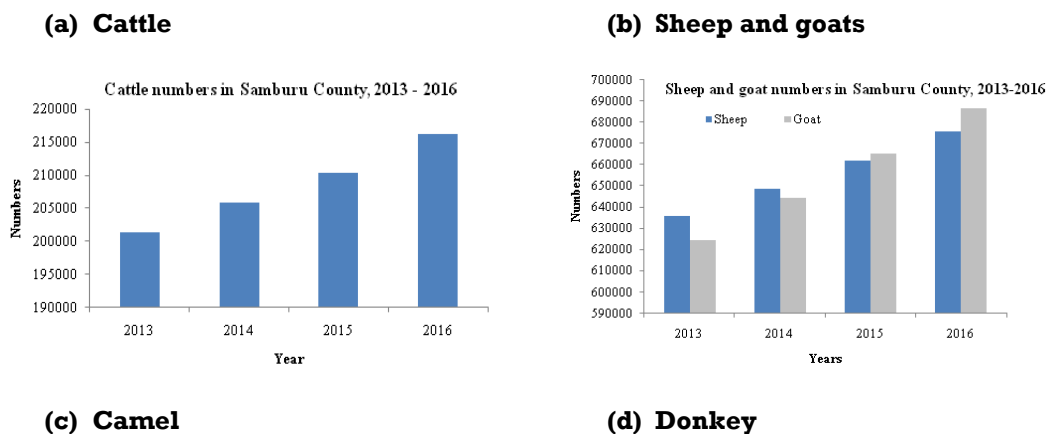 (a) Cattle
(b) Sheep and goats
Cattle numbers in Samburu County, 2013 - 2016
220000
215000
210000
205000
200000
195000
190000
Numbers
2013 2014 2015 2016
Year
Sheep and goat numbers in Samburu County, 2013-2016
Sheep Goat
700000
690000
680000
670000
660000
650000
640000
630000
620000
610000
600000
590000
Numbers
2013 2014 2015 2016
Years
(c) Camel
(d) Donkey